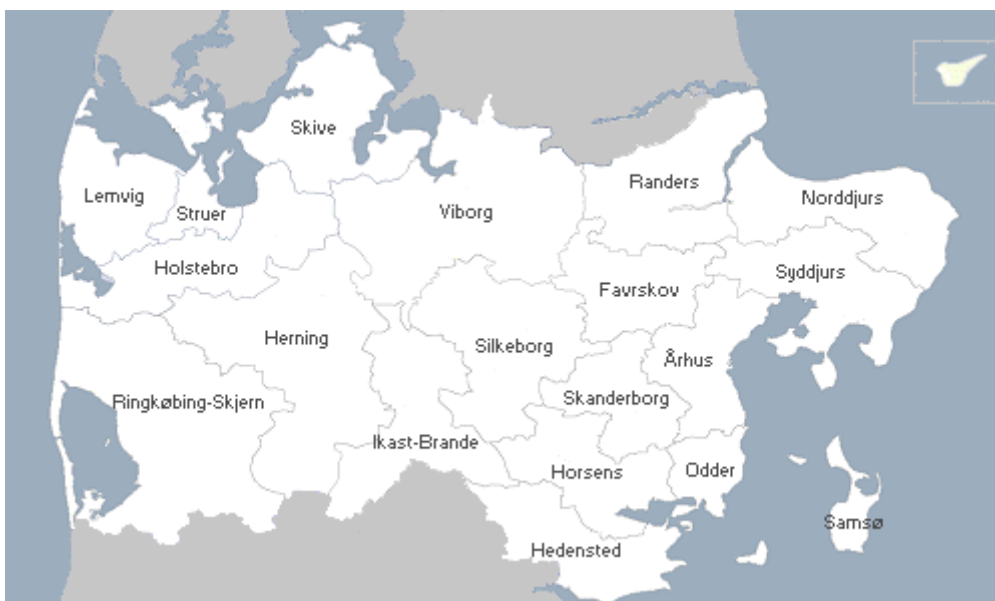 Skive
Randers
Lemvig
Norddjurs
Struer
Viborg
Holstebro
Syddjurs
Favrskov
Herning
Silkeborg
Århus
Ringkøbing-Skjern
Skanderborg
Ikast-Brande
Horsens
Odder
Samsø
Hedensted